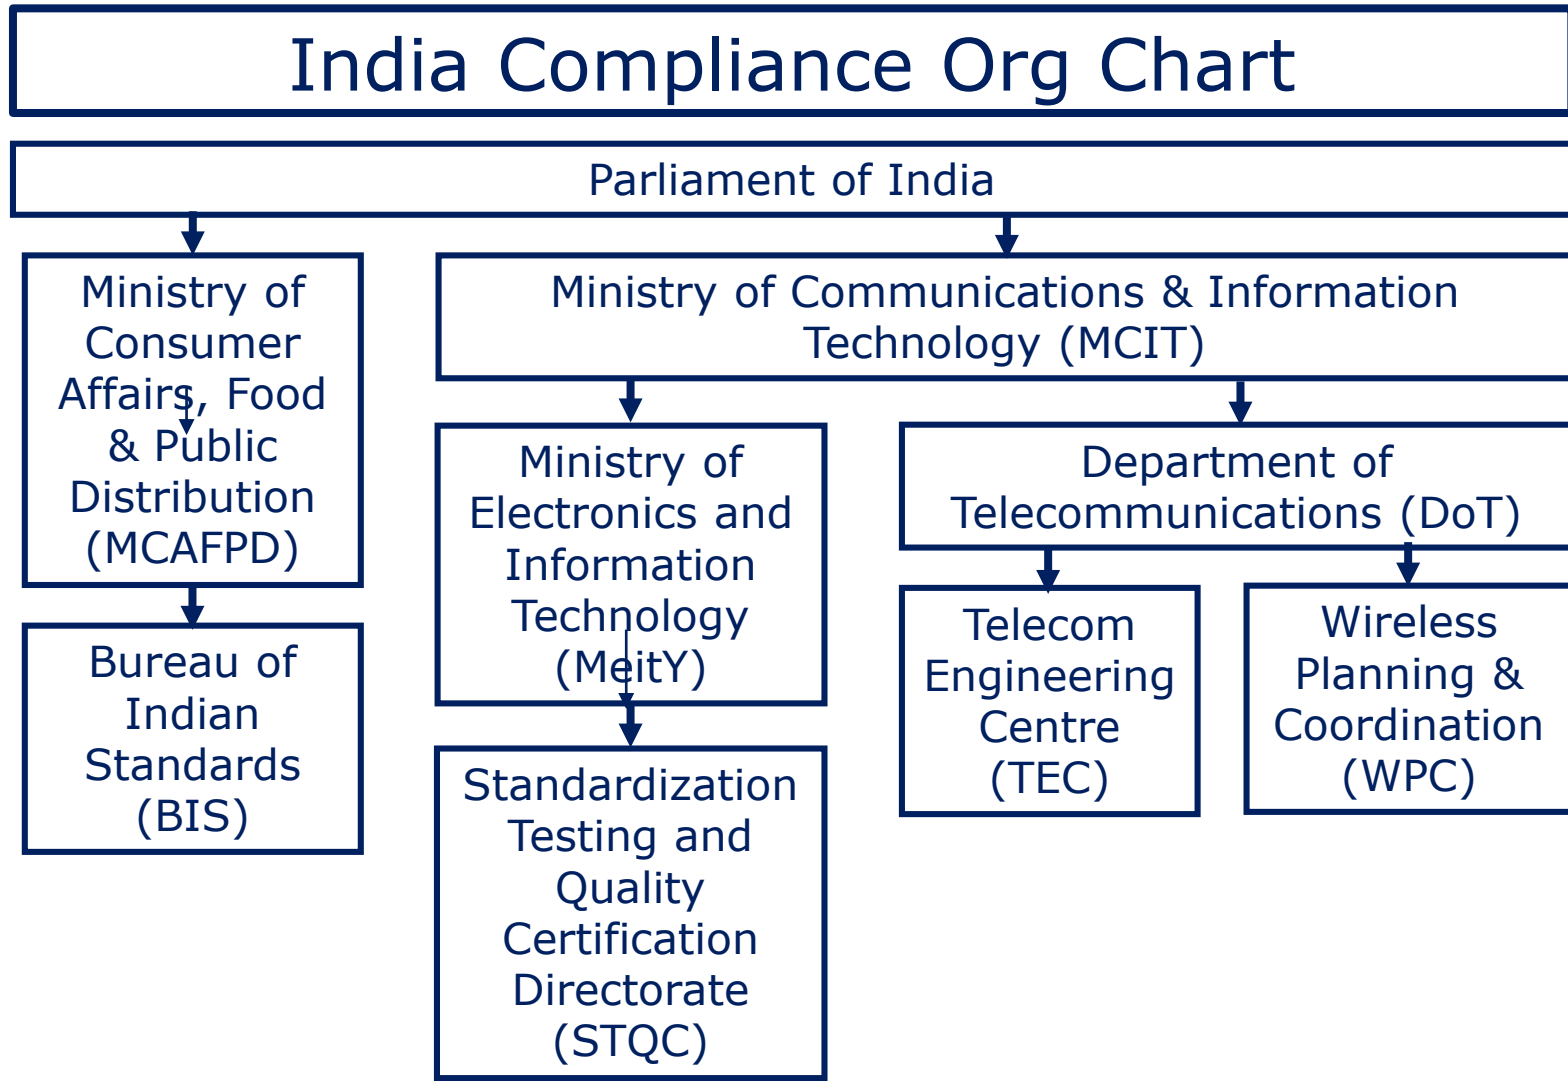 India Compliance Org Chart
Parliament of India
Ministry of
Consumer
Affairs, Food
& Public
Distribution
(MCAFPD)
Bureau of
Indian
Standards
(BIS)
Ministry of Communications & Information
Technology (MCIT)
Ministry of
Electronics and
Information
Technology
(MeitY)
Standardization
Testing and
Quality
Certification
Directorate
(STQC)
Department of
Telecommunications (DoT)
Telecom
Engineering
Centre
(TEC)
Wireless
Planning &
Coordination
(WPC)